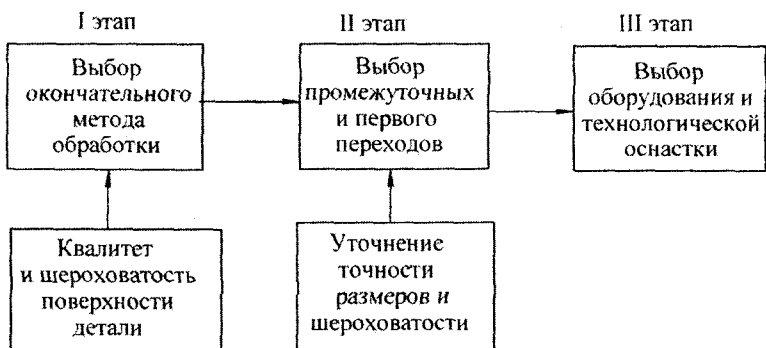 I этап
II этап
III этап
Выбор
окончательного
метода
обработки
Выбор
промежуточных
и первого
переходов
Выбор
оборудования и
технологической
оснастки
Квалитет
и шероховатость
поверхности
детали
Уточнение
точности
размеров и
шероховатости